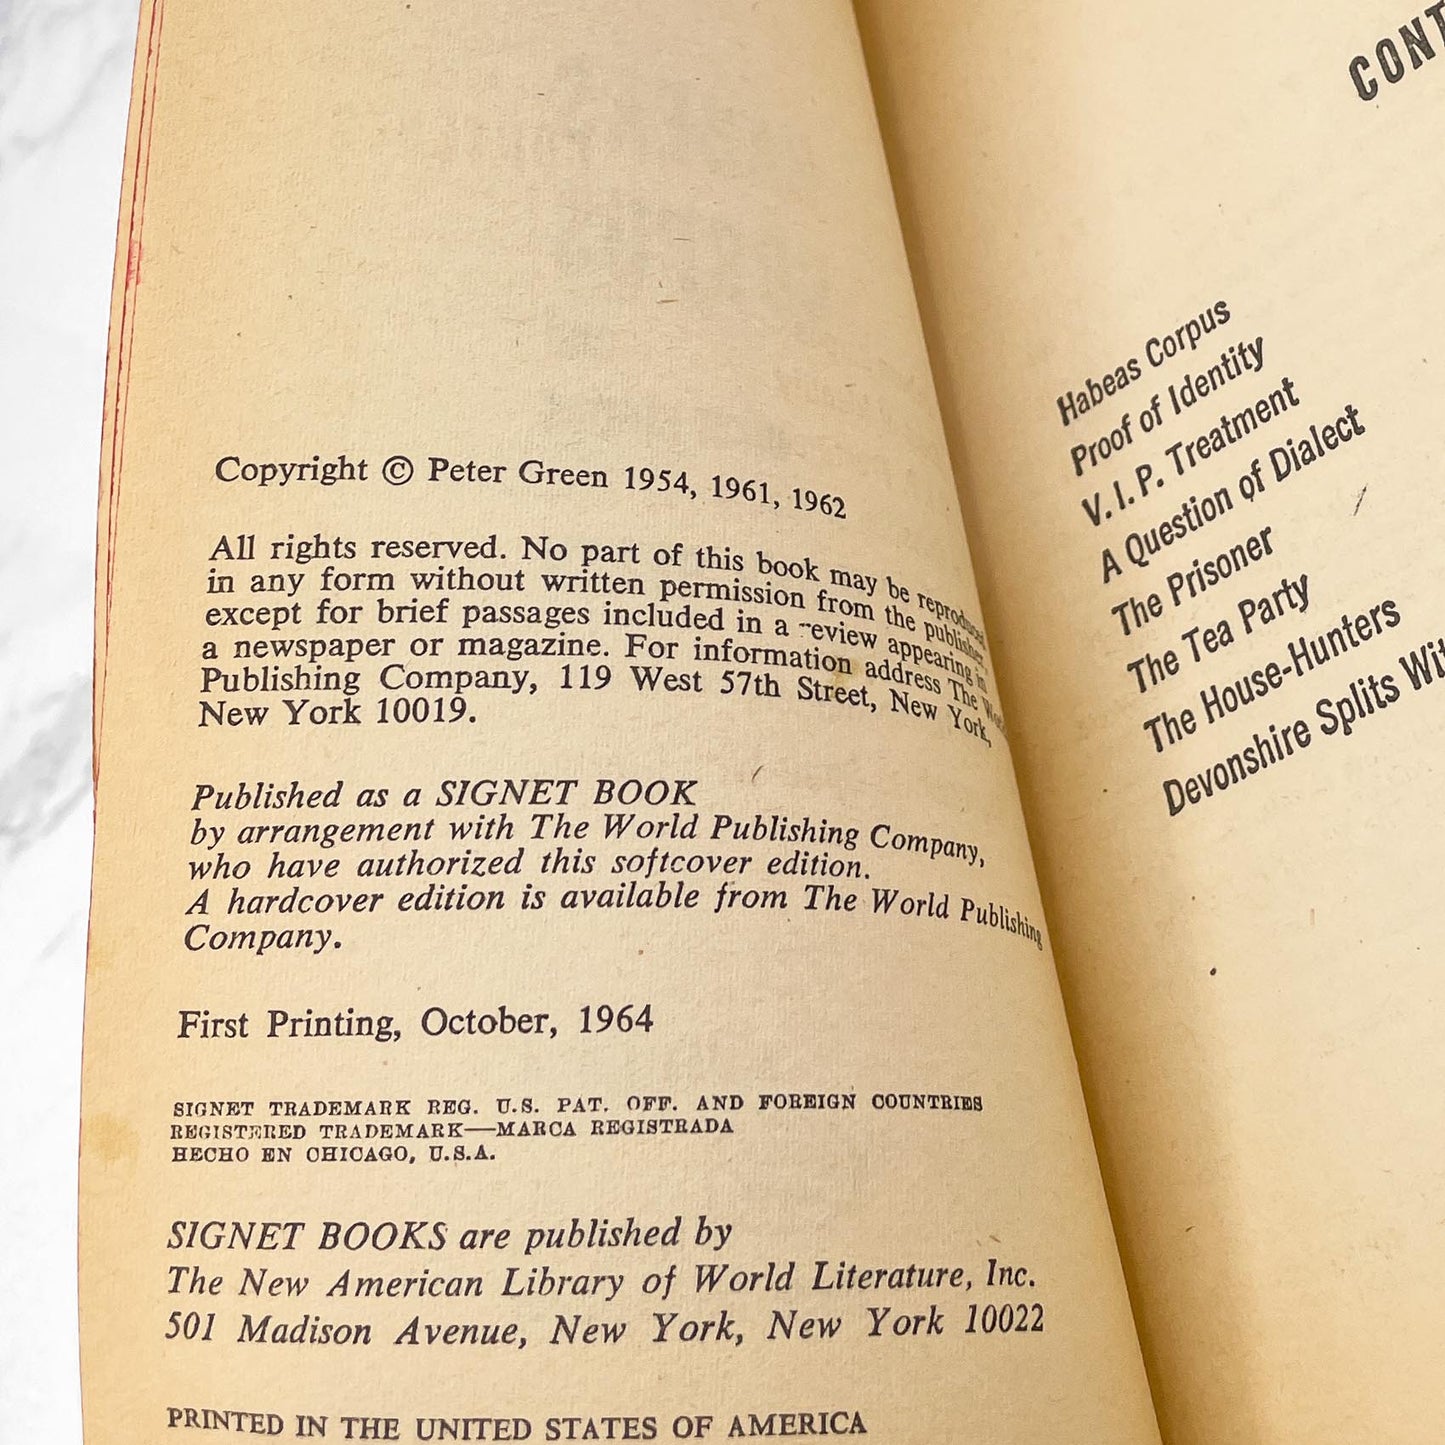 Copyright © Peter Green 1954, 1961, 1962
All rights reserved. No part of this book may be reproduced
in any form without written permission from the publisher,
except for brief passages included in a review appearing in
a newspaper or magazine. For information address The
Publishing Company, 119 West 57th Street, New York,
New York 10019.
Published as a SIGNET BOOK
by arrangement with The World Publishing Company,
who have authorized this softcover edition.
A hardcover edition is available from The World Publishing
Company.
First Printing, October, 1964
SIGNET TRADEMARK REG. U.S. PAT. OFF. AND FOREIGN COUNTRIES
REGISTERED TRADEMARK—MARCA REGISTRADA
HECHO EN CHICAGO, U.S.A.
SIGNET BOOKS are published by
The New American Library of World Literature, Inc.
501 Madison Avenue, New York, New York 10022
PRINTED IN THE UNITED STATES OF AMERICA
CONT
Habeas Corpus
Proof of Identity
V.I.P. Treatment
A Question of Dialect
The Prisoner
The Tea Party
The House-Hunters
Devonshire Splits Wit